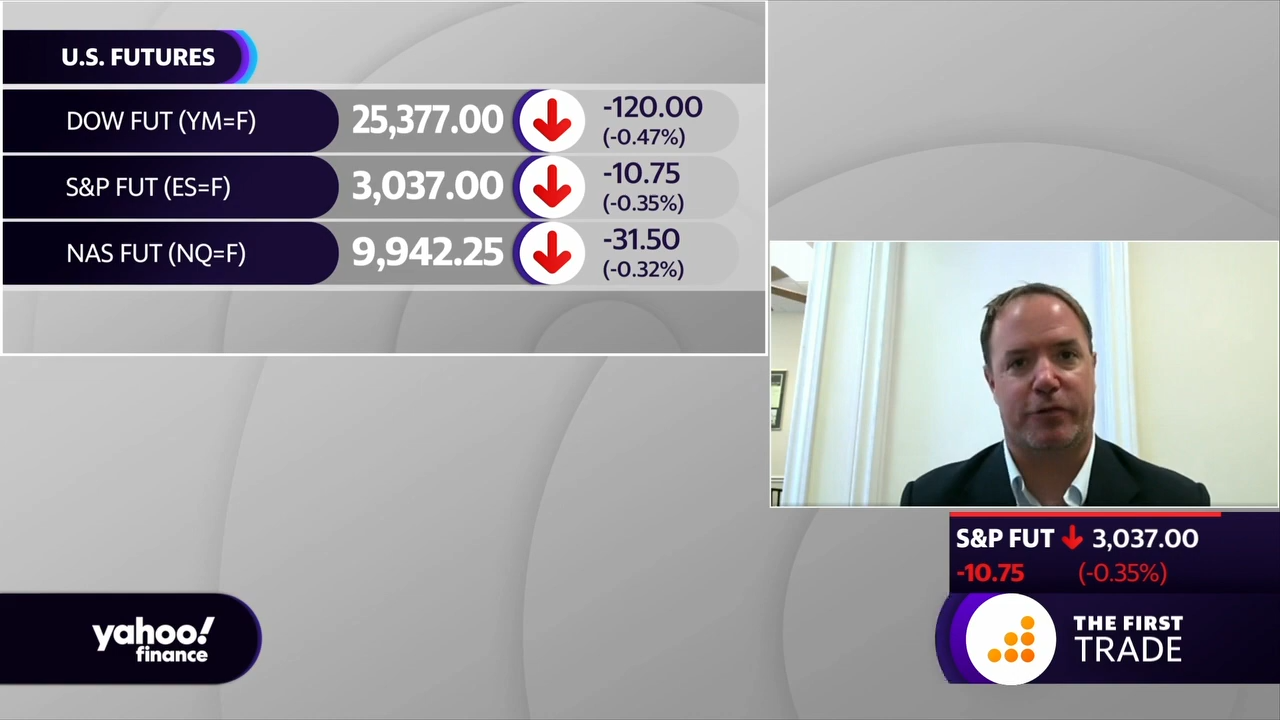 U.S. FUTURES
DOW FUT (YM=F) 25,377.00 -120.00
(-0.47%)
S&P FUT (ES=F) 3,037.00 -10.75
(-0.35%)
NAS FUT (NQ=F) 9,942.25 -31.50
(-0.32%)
S&P FUT 3,037.00
-10.75 (-0.35%)
yahoo!
finance
THE FIRST
TRADE